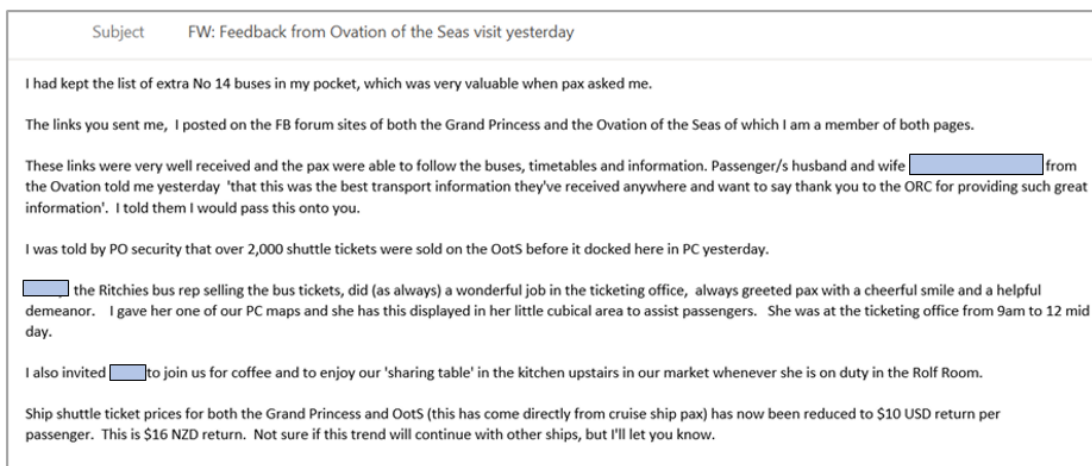 Subject FW: Feedback from Ovation of the Seas visit yesterday
I had kept the list of extra No 14 buses in my pocket, which was very valuable when pax asked me.
The links you sent me,  I posted on the FB forum sites of both the Grand Princess and the Ovation of the Seas of which I am a member of both pages.
These links were very well received and the pax were able to follow the buses, timetables and information. Passenger/s husband and wife from
the Ovation told me yesterday  'that this was the best transport information they've received anywhere and want to say thank you to the ORC for providing such great
information'.  I told them I would pass this onto you.
I was told by PO security that over 2,000 shuttle tickets were sold on the OotS before it docked here in PC yesterday.
the Ritchies bus rep selling the bus tickets, did (as always) a wonderful job in the ticketing office,  always greeted pax with a cheerful smile and a helpful
demeanor.   I gave her one of our PC maps and she has this displayed in her little cubical area to assist passengers.   She was at the ticketing office from 9am to 12 mid
day.
I also invited to join us for coffee and to enjoy our 'sharing table' in the kitchen upstairs in our market whenever she is on duty in the Rolf Room.
Ship shuttle ticket prices for both the Grand Princess and OotS (this has come directly from cruise ship pax) has now been reduced to $10 USD return per
passenger.  This is $16 NZD return.  Not sure if this trend will continue with other ships, but I'll let you know.